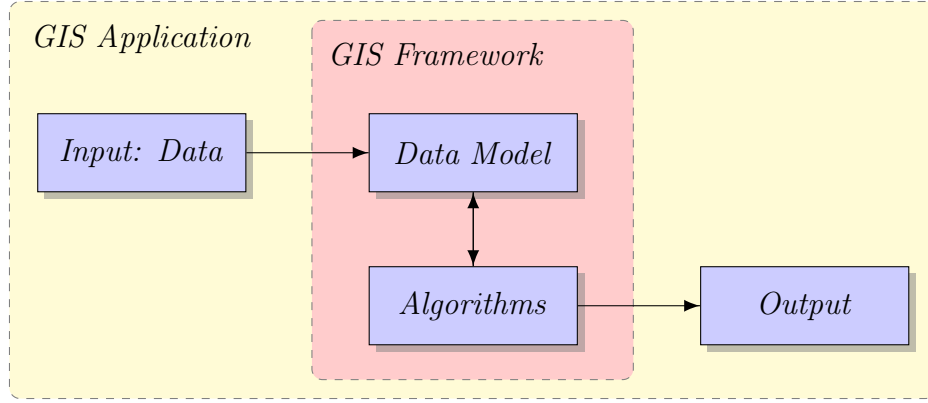 GIS Application
GIS Framework
Input: Data
Data Model
Algorithms
Output